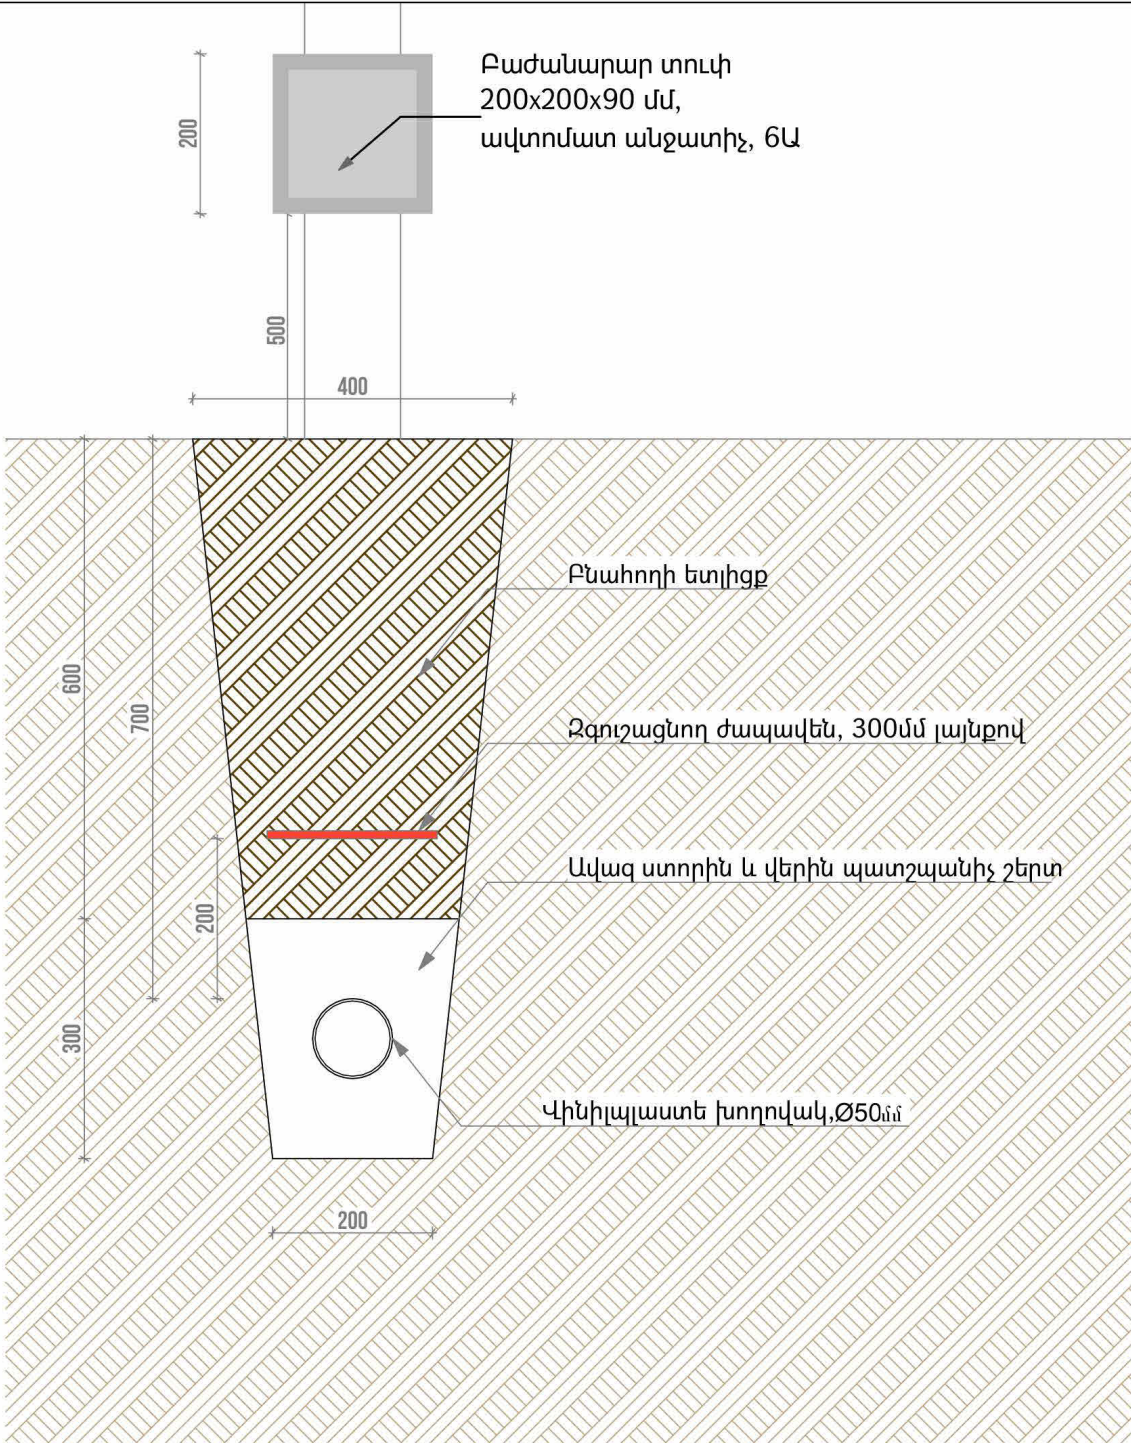 Բաժանարար տուփ
200x200x90 մմ,
ավտոմատ անջատիչ, 6Ա
200
500
400
Բնահողի ետլիցք
600
700
Զգուշացնող ժապավեն, 300մմ լայնքով
Ավազ ստորին և վերին պատշպանիչ շերտ
200
300
Վինիլպլաստե խողովակ,Ø50մմ
200